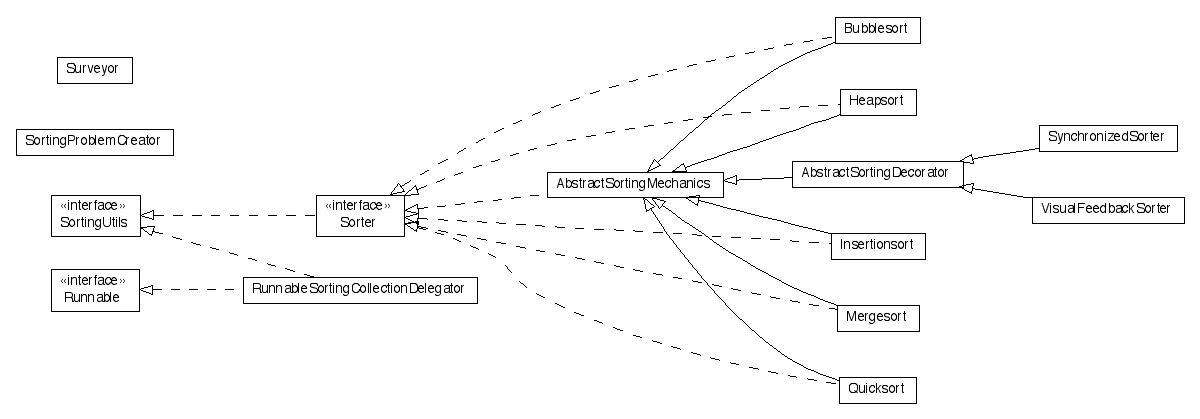 Surveyor
SortingProblemCreator
«interface»
SortingUtils
«interface»
Runnable
«interface»
Sorter
RunnableSortingCollectionDelegator
AbstractSortingMechanics
Bubblesort
Heapsort
AbstractSortingDecorator
Insertionsort
Mergesort
Quicksort
SynchronizedSorter
VisualFeedbackSorter